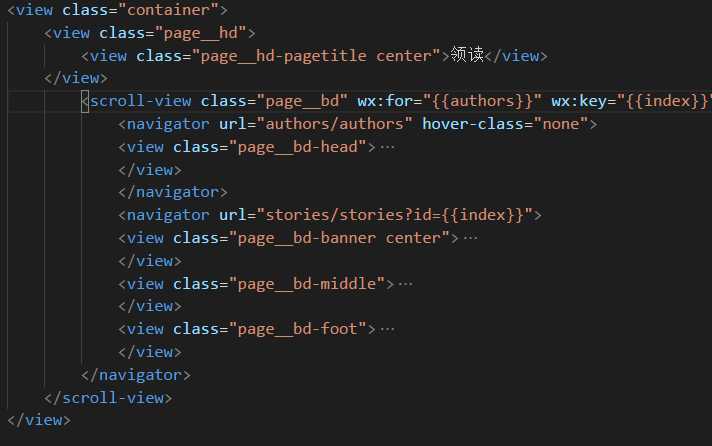 <view class="container">
<view class="page__hd">
<view class="page__hd-pagetitle center">领读</view>
</view>
<scroll-view class="page__bd" wx:for="{{authors}}" wx:key="{{index}}"
<navigator url="authors/authors" hover-class="none">
<view class="page__bd-head">…
</view>
</navigator>
<navigator url="stories/stories?id={{index}}">
<view class="page__bd-banner center">…
</view>
<view class="page__bd-middle">…
</view>
<view class="page__bd-foot">…
</view>
</navigator>
</scroll-view>
</view>